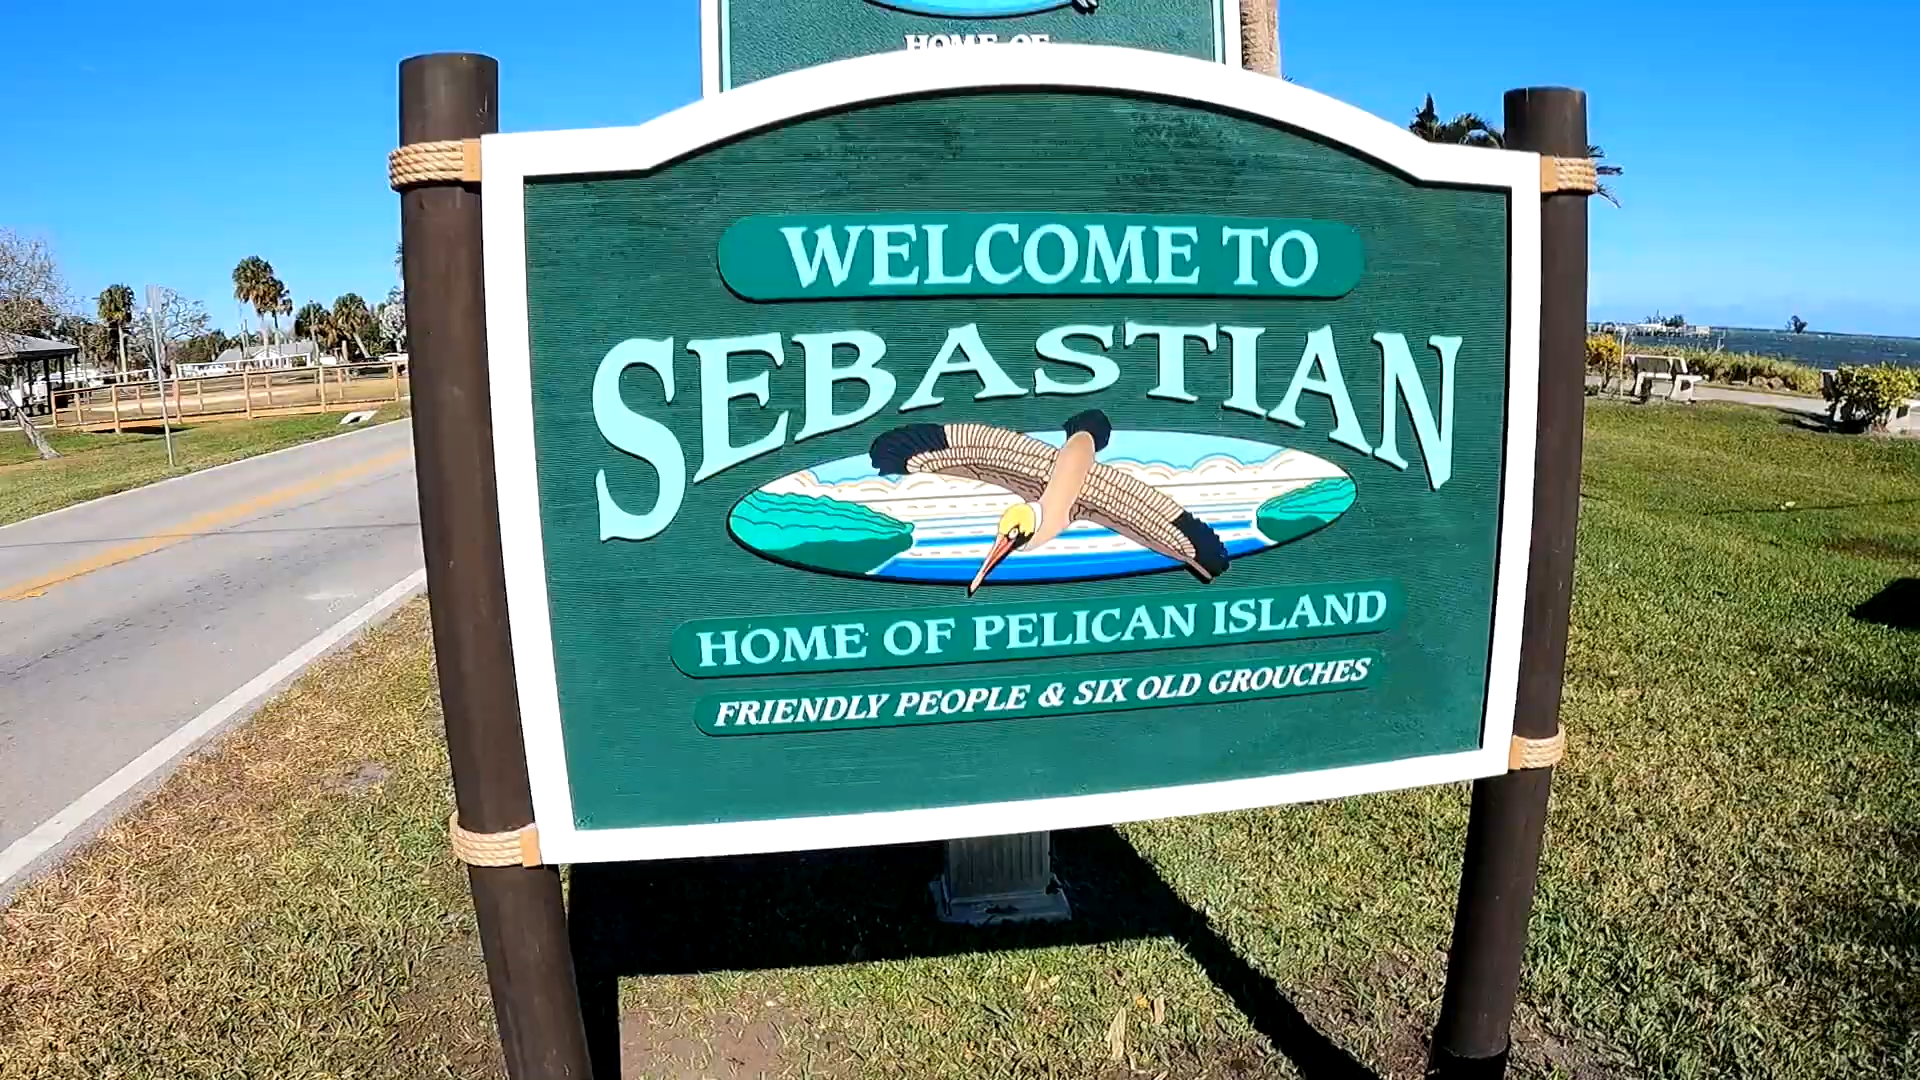 HOME OF
WELCOME TO
SEBASTIAN
HOME OF PELICAN ISLAND
FRIENDLY PEOPLE & SIX OLD GROUCHES